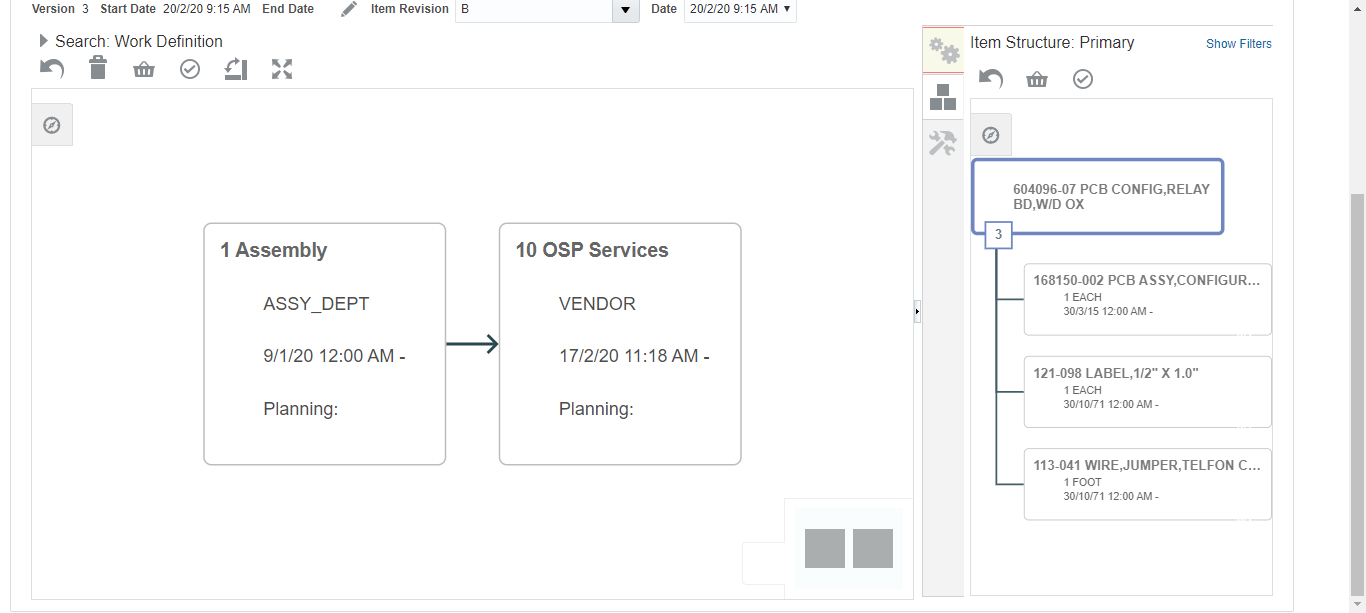 Version 3 Start Date 20/2/20 9:15 AM End Date Item Revision B Date 20/2/20 9:15 AM
Search: Work Definition
Item Structure: Primary Show Filters
1 Assembly
ASSY_DEPT
9/1/20 12:00 AM -
Planning:
10 OSP Services
VENDOR
17/2/20 11:18 AM -
Planning:
604096-07 PCB CONFIG,RELAY
BD,W/D OX
3
168150-002 PCB ASSY,CONFIGUR...
1 EACH
30/3/15 12:00 AM -
121-098 LABEL,1/2" X 1.0"
1 EACH
30/10/71 12:00 AM -
113-041 WIRE,JUMPER,TELFON C...
1 FOOT
30/10/71 12:00 AM -